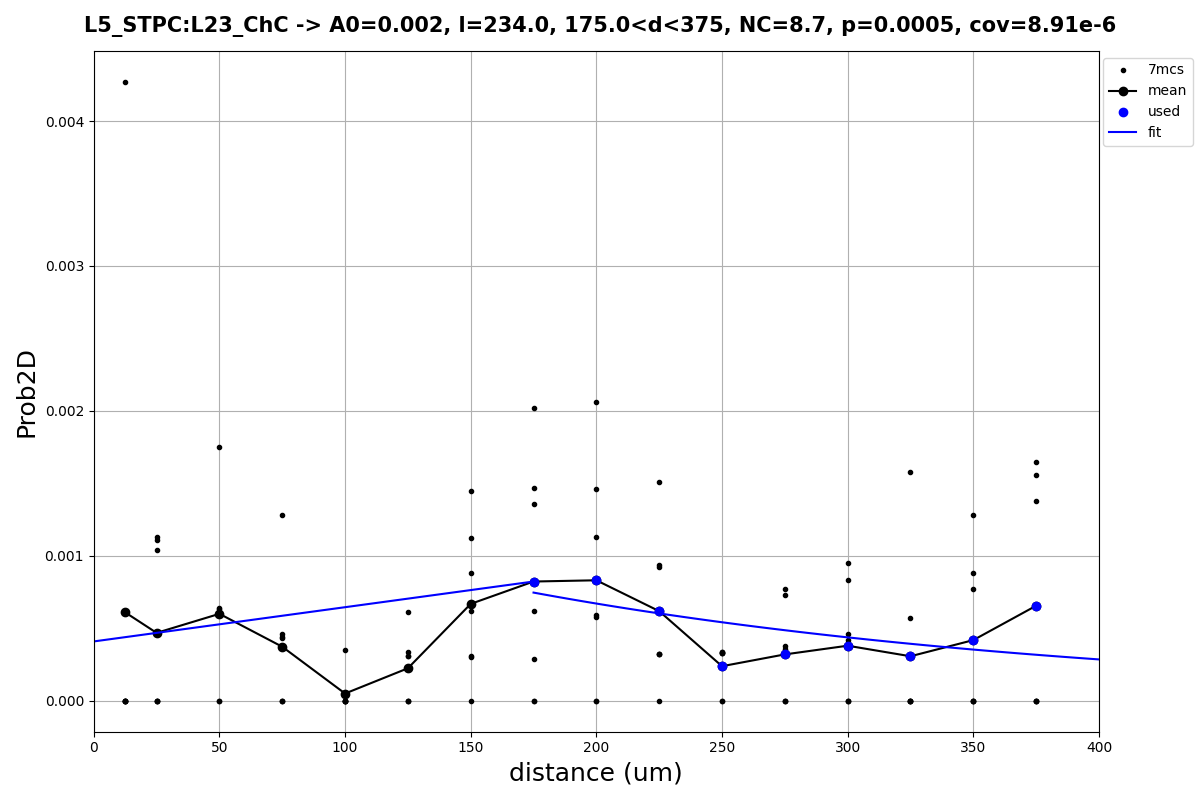 L5_STPC:L23_ChC -> A0=0.002, l=234.0, 175.0<d<375, NC=8.7, p=0.0005, cov=8.91e-6
7mcs
mean
used
fit
0.004
0.003
0.002
0.001
0.000
Prob2D
0 50 100 150 200 250 300 350 400
distance (um)